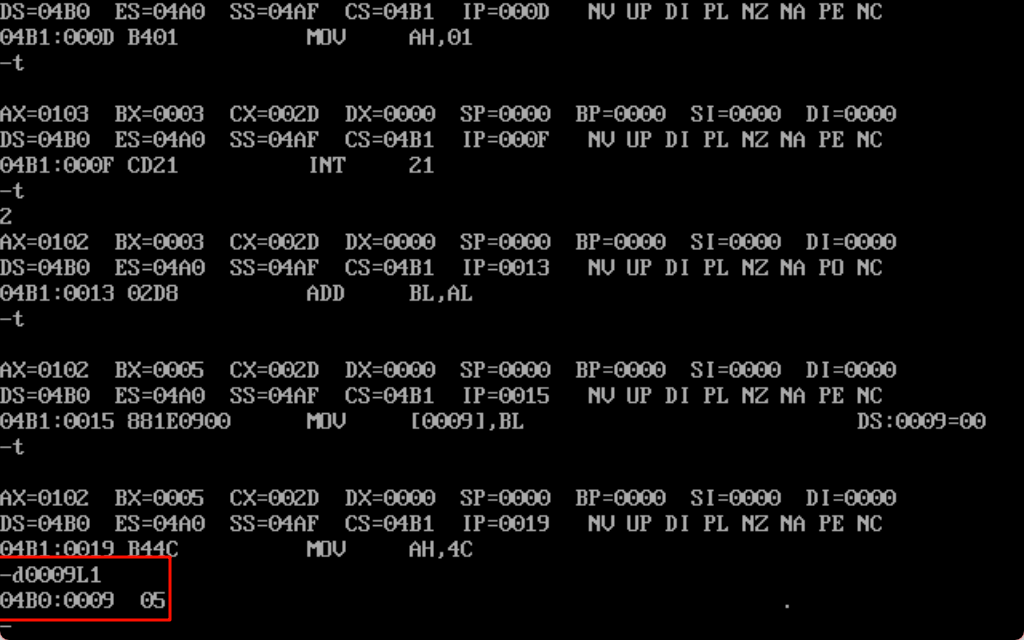 DS=04B0 ES=04A0 SS=04AF CS=04B1 IP=000D NV UP DI PL NZ NA PE NC
04B1:000D B401 MOV AH,01
-t
AX=0103 BX=0003 CX=002D DX=0000 SP=0000 BP=0000 SI=0000 DI=0000
DS=04B0 ES=04A0 SS=04AF CS=04B1 IP=000F NV UP DI PL NZ NA PE NC
04B1:000F CD21 INT 21
-t
2
AX=0102 BX=0003 CX=002D DX=0000 SP=0000 BP=0000 SI=0000 DI=0000
DS=04B0 ES=04A0 SS=04AF CS=04B1 IP=0013 NV UP DI PL NZ NA PO NC
04B1:0013 02D8 ADD BL,AL
-t
AX=0102 BX=0005 CX=002D DX=0000 SP=0000 BP=0000 SI=0000 DI=0000
DS=04B0 ES=04A0 SS=04AF CS=04B1 IP=0015 NV UP DI PL NZ NA PE NC
04B1:0015 881E0900 MOV [0009],BL DS:0009=00
-t
AX=0102 BX=0005 CX=002D DX=0000 SP=0000 BP=0000 SI=0000 DI=0000
DS=04B0 ES=04A0 SS=04AF CS=04B1 IP=0019 NV UP DI PL NZ NA PE NC
04B1:0019 B44C MOV AH,4C
-d0009L1
04B0:0009 05 .
-